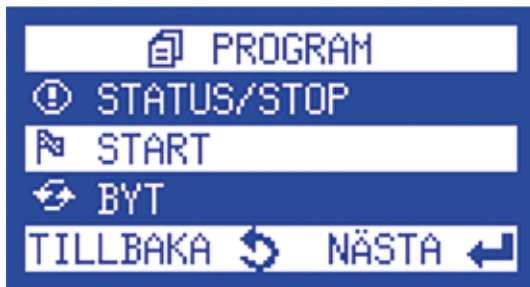 PROGRAM
STATUS/STOP
START
BYT
TILLBAKA NÄSTA